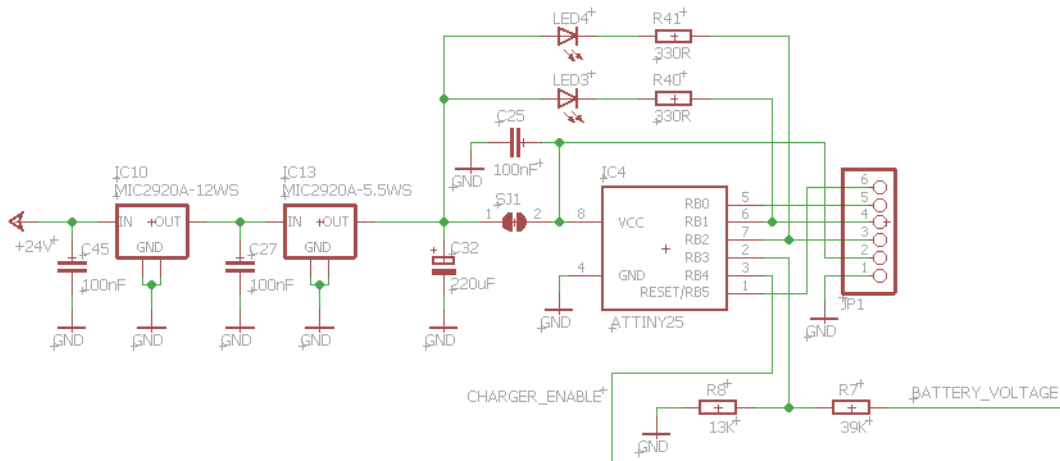 LED4
R41
330R
LED3
R40
330R
C25
100nF
GND
IC10
MIC2920A-12WS
IC13
MIC2920A-5.5WS
IC4
SJ1
1
2
IN
OUT
GND
IN
OUT
GND
+24V
C45
100nF
C27
100nF
C32
220uF
8
VCC
4
GND
RB0
5
RB1
6
RB2
7
RB3
2
RB4
3
RESET/RB5
1
ATTINY25
6
5
4
3
2
1
JP1
GND
GND
GND
GND
GND
GND
GND
CHARGER_ENABLE
R8
13K
R7
39K
BATTERY_VOLTAGE
GND